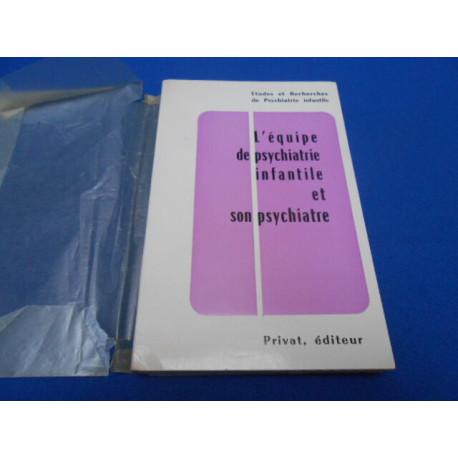 Etudes et Recherches
de Psychiatrie infantile
L'équipe
de psychiatrie
infantile
et
son psychiatre
Privat, éditeur